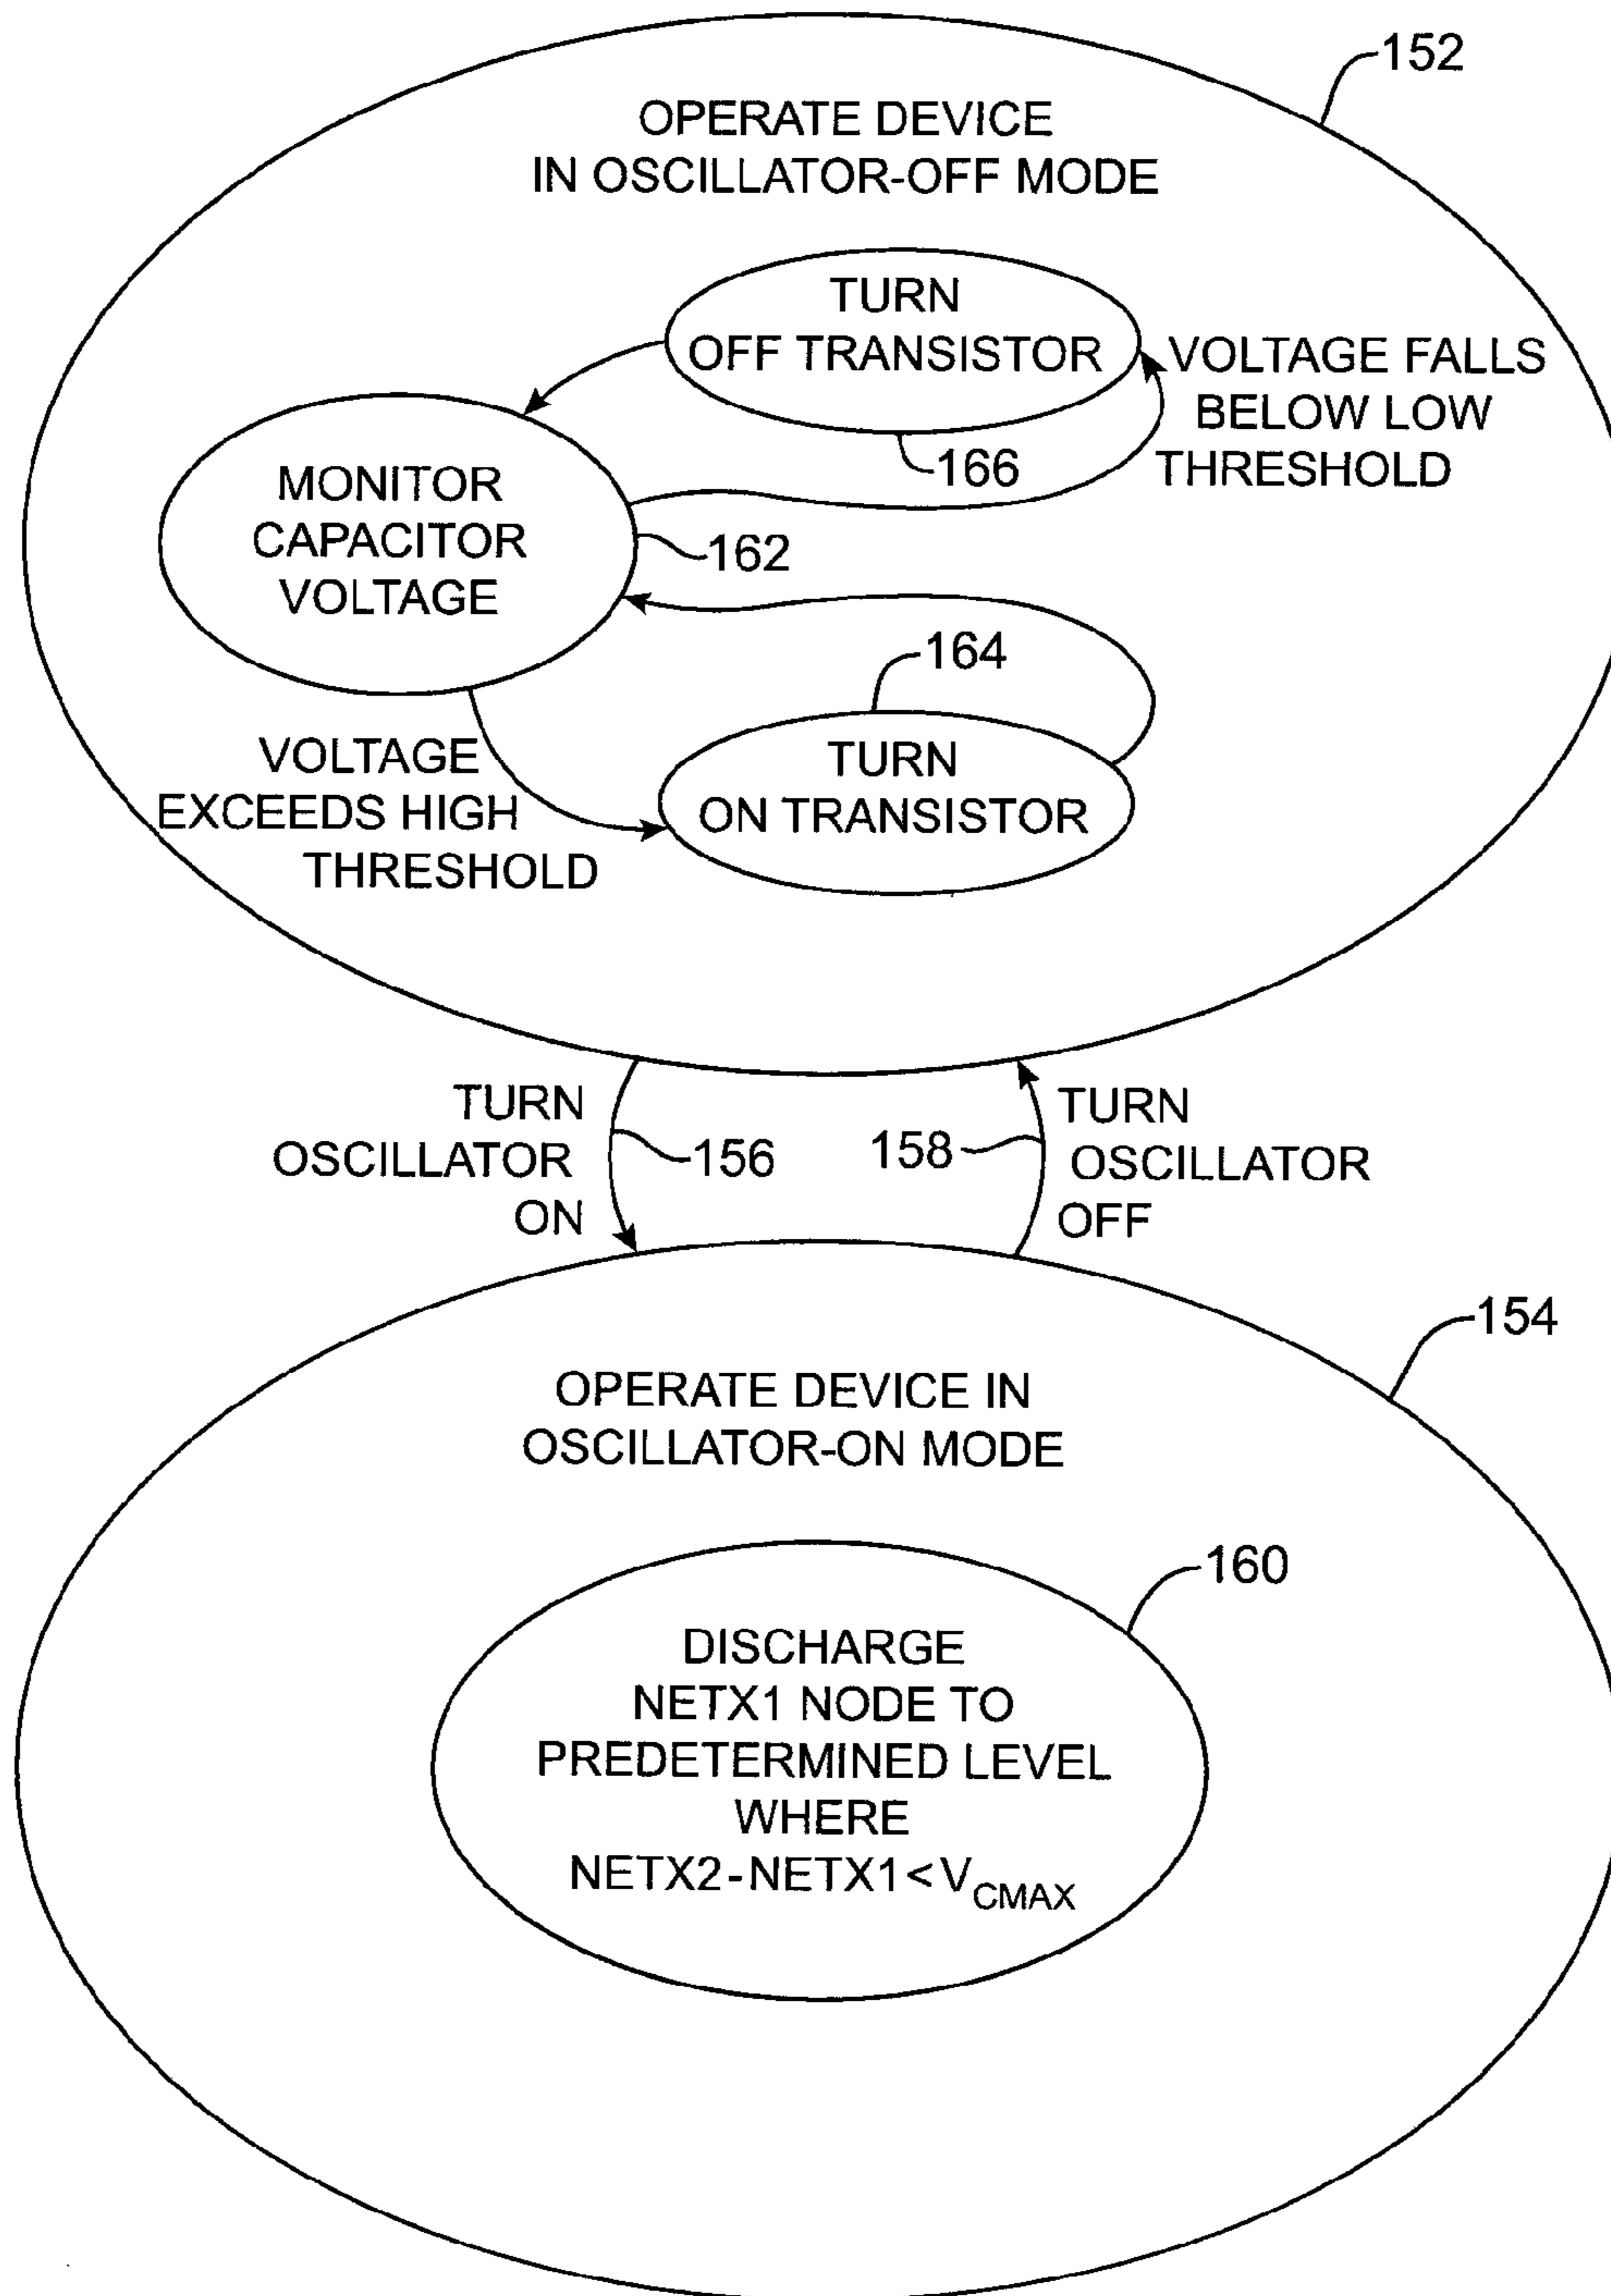 152
OPERATE DEVICE
IN OSCILLATOR-OFF MODE
TURN
OFF TRANSISTOR
VOLTAGE FALLS
BELOW LOW
THRESHOLD
166
MONITOR
CAPACITOR
VOLTAGE
162
164
VOLTAGE
EXCEEDS HIGH
THRESHOLD
TURN
ON TRANSISTOR
TURN
OSCILLATOR
ON
156
158
TURN
OSCILLATOR
OFF
154
OPERATE DEVICE IN
OSCILLATOR-ON MODE
160
DISCHARGE
NETX1 NODE TO
PREDETERMINED LEVEL
WHERE
NETX2-NETX1<V_CMAX